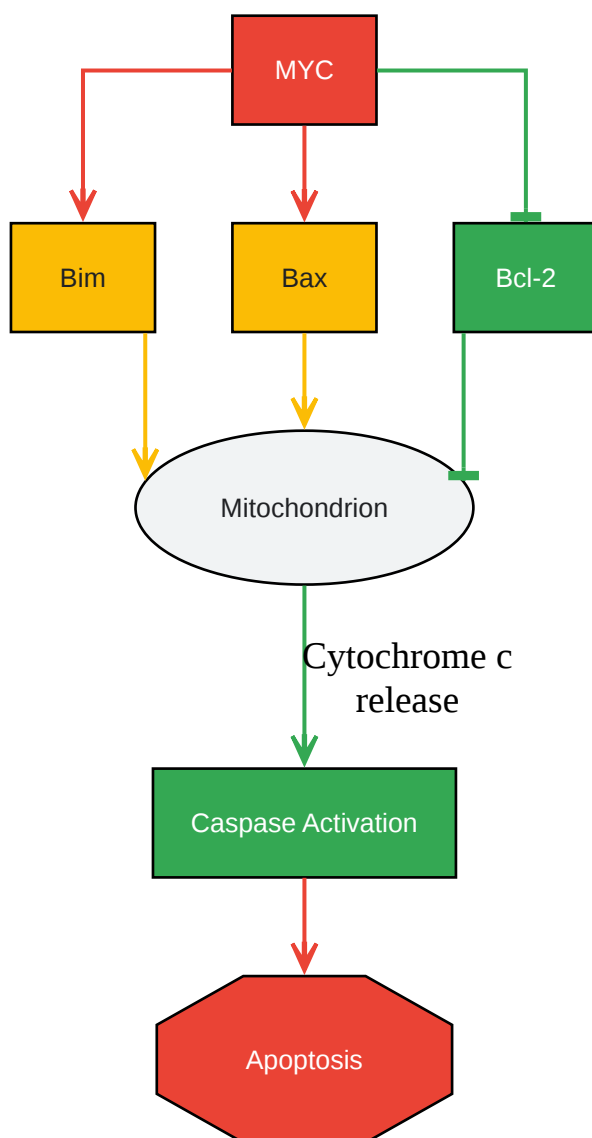 MYC
Bim
Bax
Bcl-2
Mitochondrion
Cytochrome c
release
Caspase Activation
Apoptosis